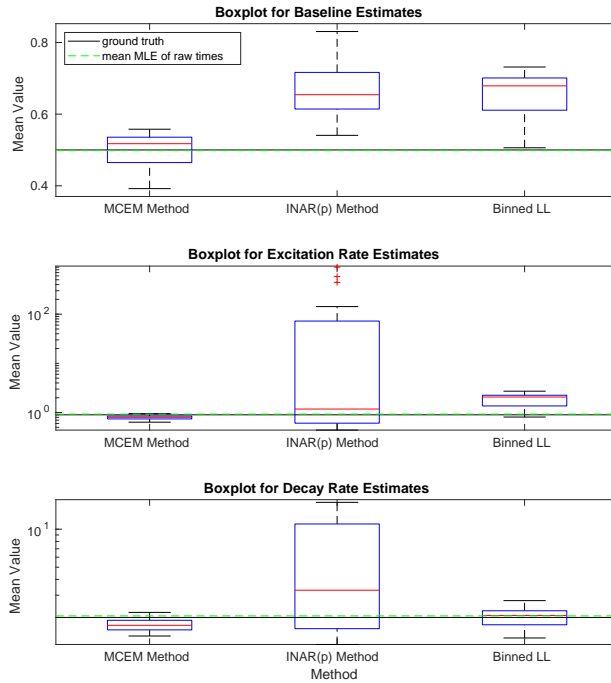 Boxplot for Baseline Estimates
ground truth
mean MLE of raw times
0.8
0.6
0.4
Mean Value
MCEM Method
INAR(p) Method
Binned LL
Boxplot for Excitation Rate Estimates
10^2
10^0
Mean Value
MCEM Method
INAR(p) Method
Binned LL
Boxplot for Decay Rate Estimates
10^1
Mean Value
MCEM Method
INAR(p) Method
Binned LL
Method